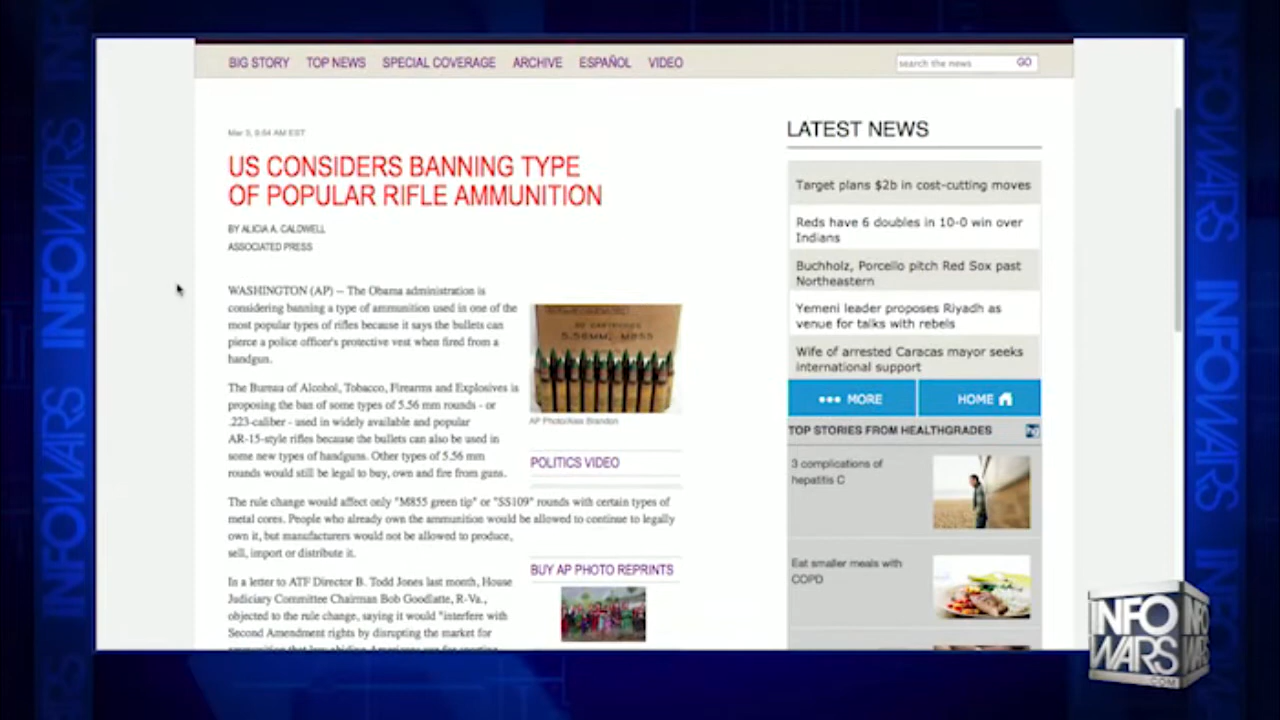 BIG STORY TOP NEWS SPECIAL COVERAGE ARCHIVE ESPAÑOL VIDEO
search the news GO
Mar 3, 9:54 AM EST
US CONSIDERS BANNING TYPE
OF POPULAR RIFLE AMMUNITION
BY ALICIA A. CALDWELL
ASSOCIATED PRESS
WASHINGTON (AP) -- The Obama administration is
considering banning a type of ammunition used in one of the
most popular types of rifles because it says the bullets can
pierce a police officer's protective vest when fired from a
handgun.
The Bureau of Alcohol, Tobacco, Firearms and Explosives is
proposing the ban of some types of 5.56 mm rounds - or
.223-caliber - used in widely available and popular
AR-15-style rifles because the bullets can also be used in
some new types of handguns. Other types of 5.56 mm
rounds would still be legal to buy, own and fire from guns.
The rule change would affect only "M855 green tip" or "SS109" rounds with certain types of
metal cores. People who already own the ammunition would be allowed to continue to legally
own it, but manufacturers would not be allowed to produce,
sell, import or distribute it.
In a letter to ATF Director B. Todd Jones last month, House
Judiciary Committee Chairman Bob Goodlatte, R-Va.,
objected to the rule change, saying it would "interfere with
Second Amendment rights by disrupting the market for
CARTRIDGES
5.56MM, M855
AP Photo/Alex Brandon
POLITICS VIDEO
BUY AP PHOTO REPRINTS
LATEST NEWS
Target plans $2b in cost-cutting moves
Reds have 6 doubles in 10-0 win over
Indians
Buchholz, Porcello pitch Red Sox past
Northeastern
Yemeni leader proposes Riyadh as
venue for talks with rebels
Wife of arrested Caracas mayor seeks
international support
MORE HOME
TOP STORIES FROM HEALTHGRADES
3 complications of
hepatitis C
Eat smaller meals with
COPD
INFOWARS
INFOWARS
INFOWARS
INFOWARS
INFO
WARS
.COM